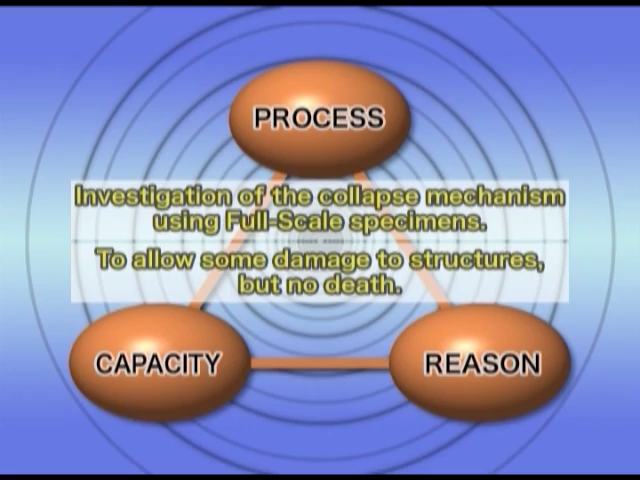 PROCESS
Investigation of the collapse mechanism
using Full-Scale specimens.
To allow some damage to structures,
but no death.
CAPACITY
REASON